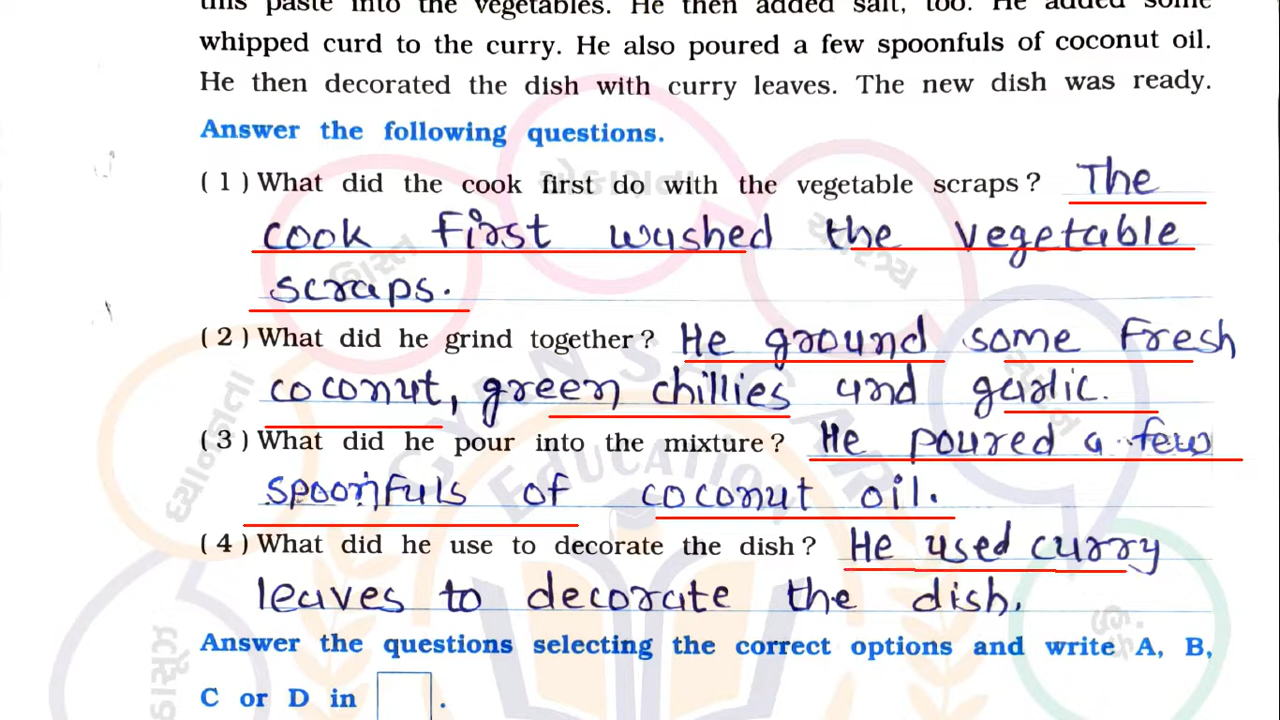 this paste into the vegetables. He then added salt, too. He added some
whipped curd to the curry. He also poured a few spoonfuls of coconut oil.
He then decorated the dish with curry leaves. The new dish was ready.
Answer the following questions.
( 1 ) What did the cook first do with the vegetable scraps ? The
cook first washed the vegetable
scraps.
( 2 ) What did he grind together ? He ground some fresh
coconut, green chillies and garlic.
( 3 ) What did he pour into the mixture ? He poured a few
spoonfuls of coconut oil.
( 4 ) What did he use to decorate the dish ? He used curry
leaves to decorate the dish.
Answer the questions selecting the correct options and write A, B,
C or D in .